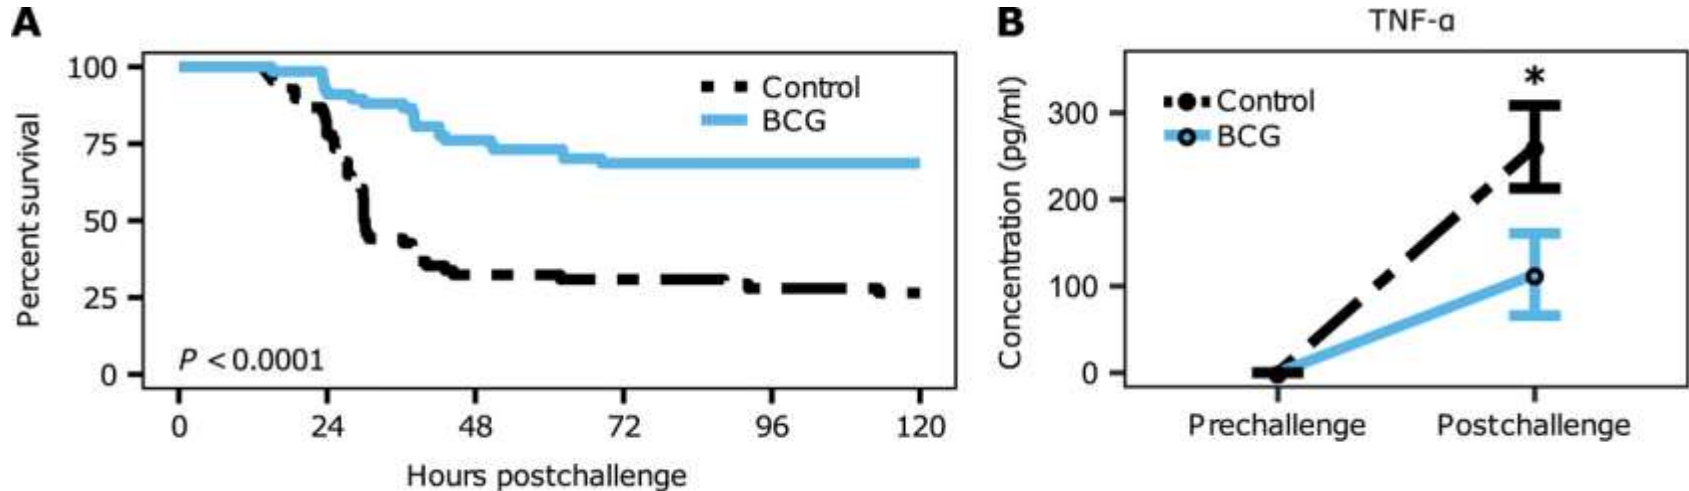 A
100
75
50
25
0
Percent survival
Control
BCG
P < 0.0001
0 24 48 72 96 120
Hours postchallenge
B
TNF-α
300
200
100
0
Concentration (pg/ml)
Control
BCG
*
Prechallenge Postchallenge